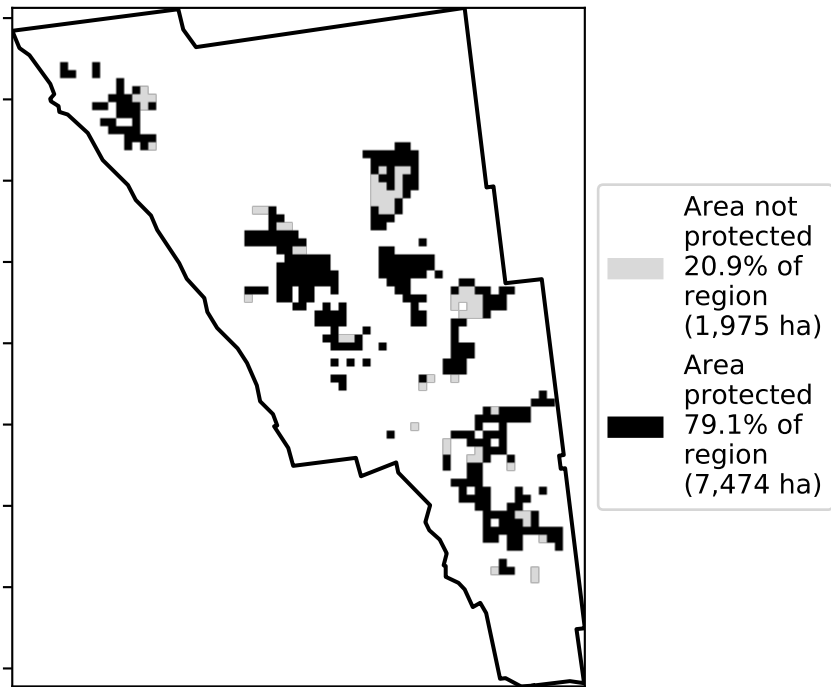 Area not
protected
20.9% of
region
(1,975 ha)
Area
protected
79.1% of
region
(7,474 ha)